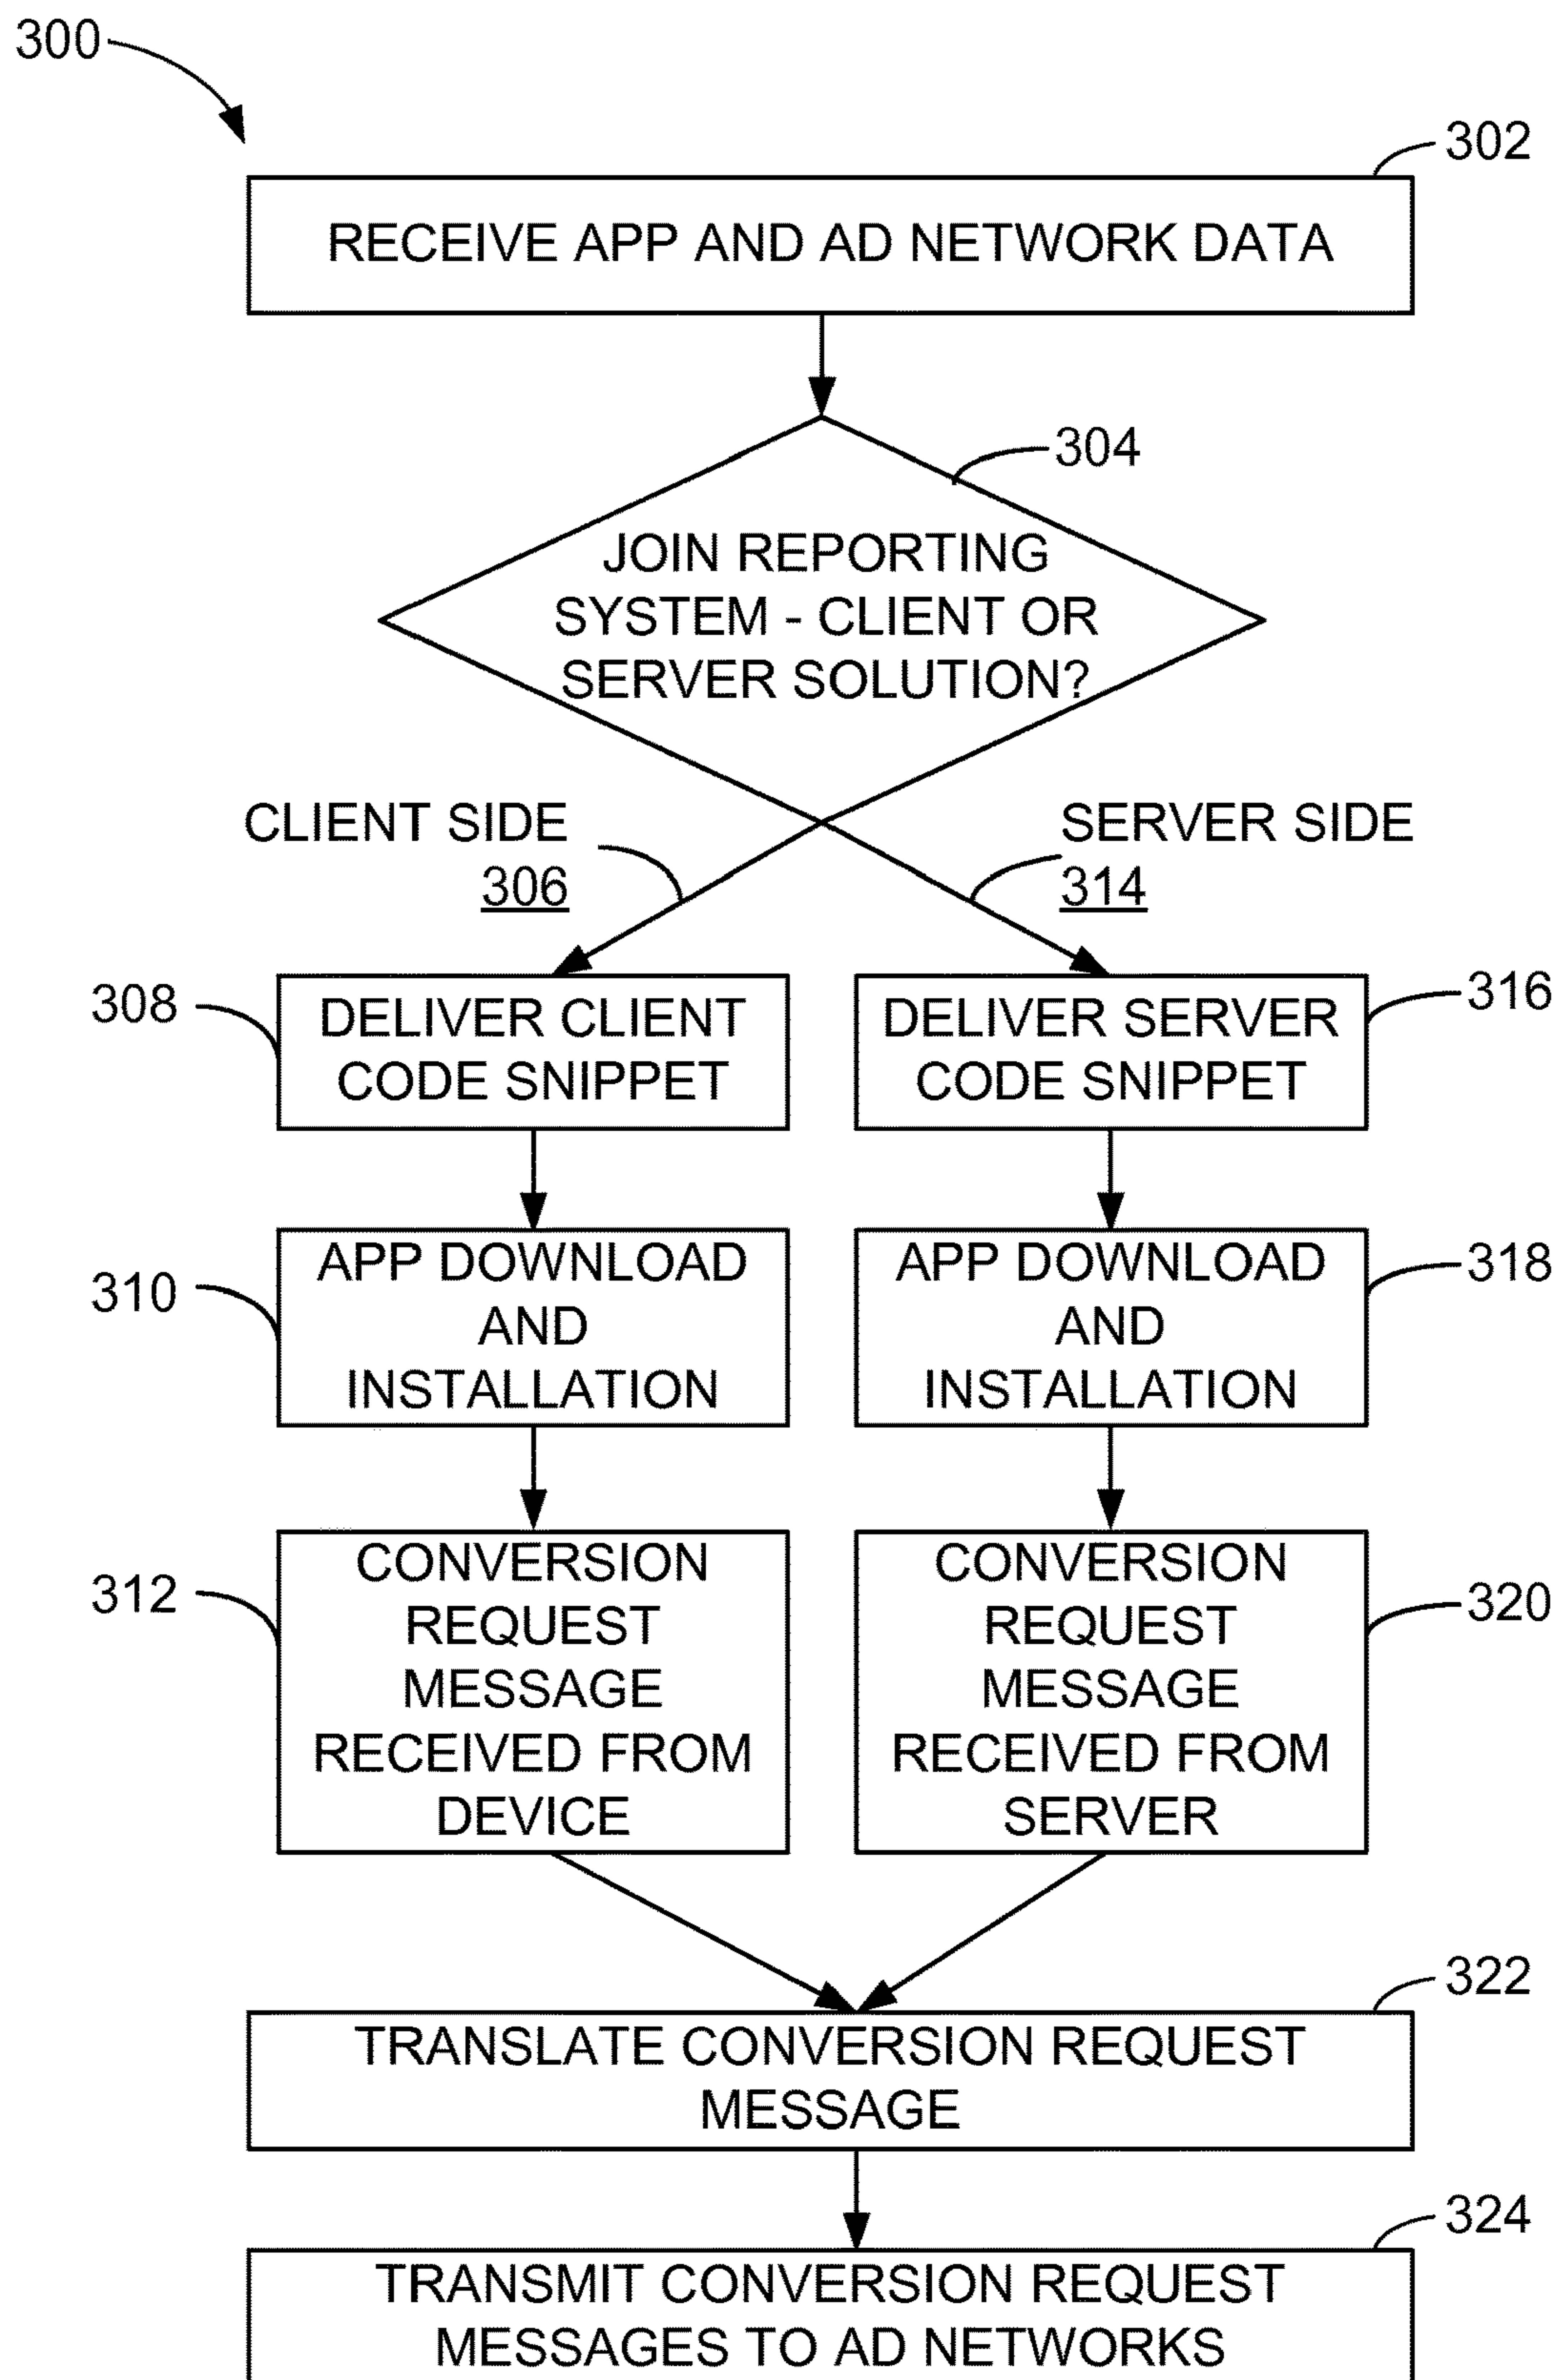 300
302
RECEIVE APP AND AD NETWORK DATA
304
JOIN REPORTING
SYSTEM - CLIENT OR
SERVER SOLUTION?
CLIENT SIDE
306
SERVER SIDE
314
308
DELIVER CLIENT
CODE SNIPPET
DELIVER SERVER
CODE SNIPPET
316
310
APP DOWNLOAD
AND
INSTALLATION
APP DOWNLOAD
AND
INSTALLATION
318
312
CONVERSION
REQUEST
MESSAGE
RECEIVED FROM
DEVICE
CONVERSION
REQUEST
MESSAGE
RECEIVED FROM
SERVER
320
322
TRANSLATE CONVERSION REQUEST
MESSAGE
324
TRANSMIT CONVERSION REQUEST
MESSAGES TO AD NETWORKS